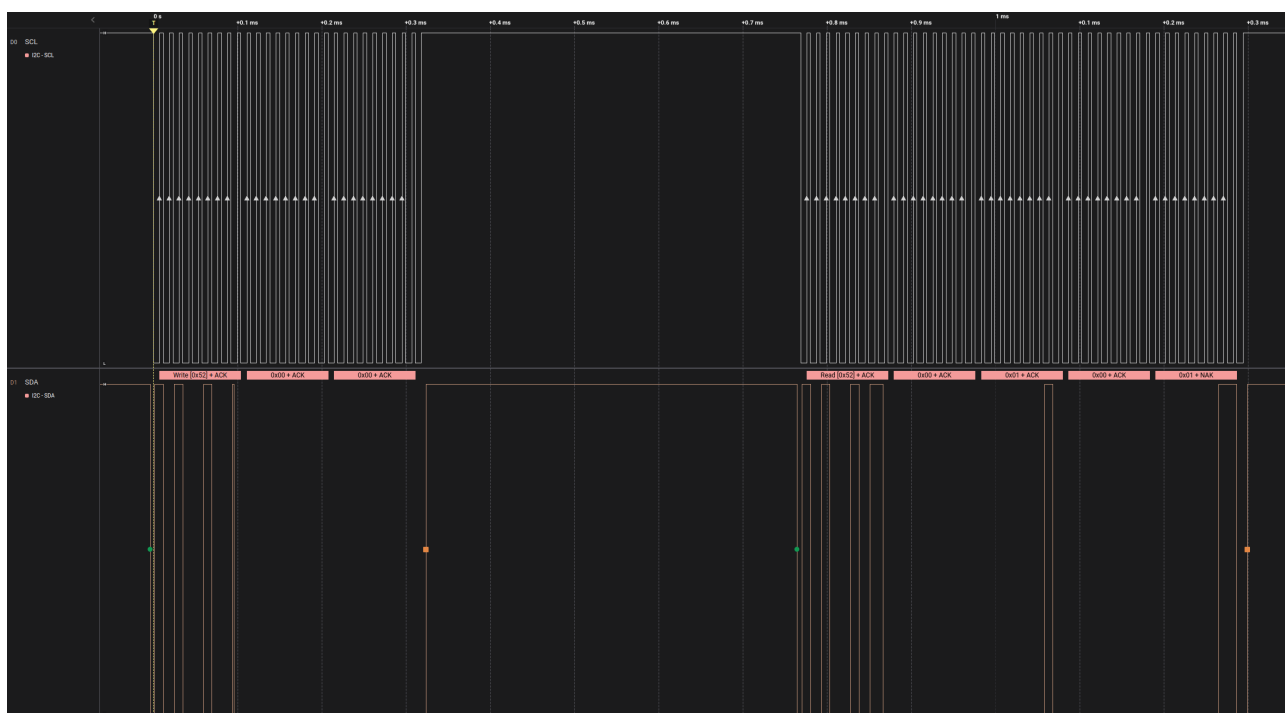 0 s
T
+0.1 ms
+0.2 ms
+0.3 ms
+0.4 ms
+0.5 ms
+0.6 ms
+0.7 ms
+0.8 ms
+0.9 ms
1 ms
+0.1 ms
+0.2 ms
+0.3 ms
D0 SCL
I2C - SCL
H
L
Write [0x52] + ACK
0x00 + ACK
0x00 + ACK
Read [0x52] + ACK
0x00 + ACK
0x01 + ACK
0x00 + ACK
0x01 + NAK
D1 SDA
I2C - SDA
H